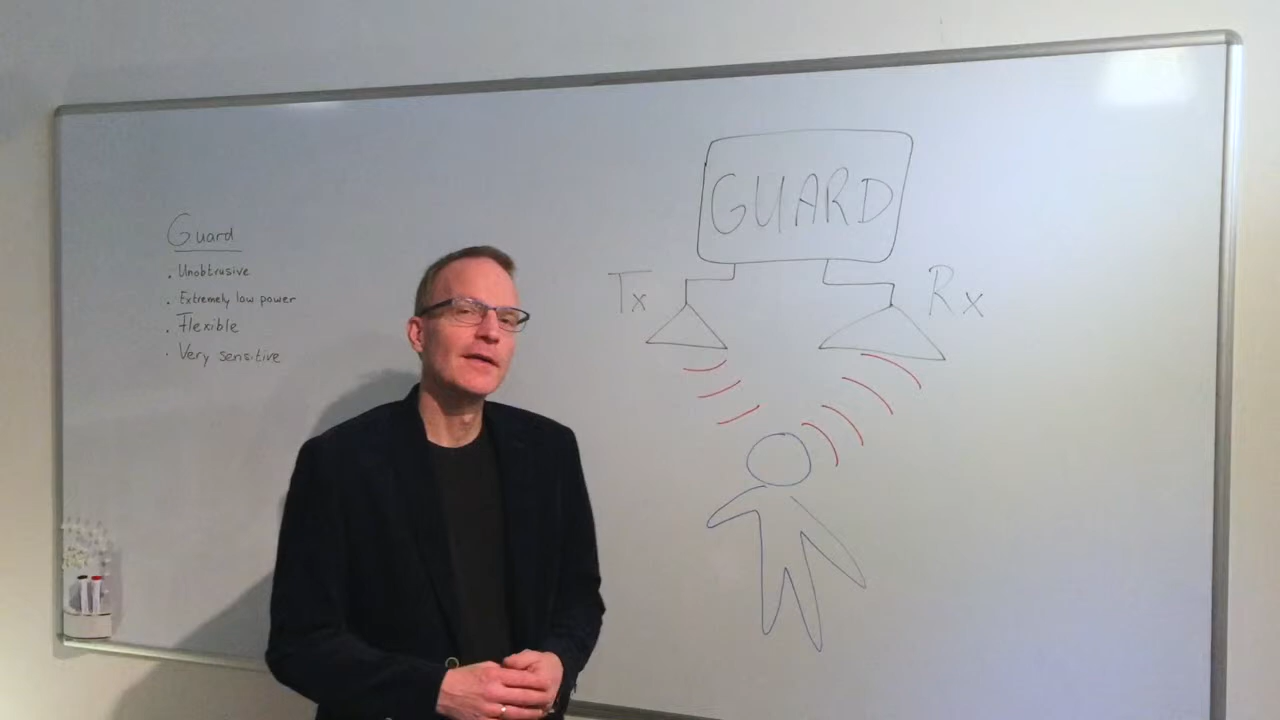 Guard
. Unobtrusive
. Extremely low power
. Flexible
. Very sensitive
GUARD
Tx
Rx